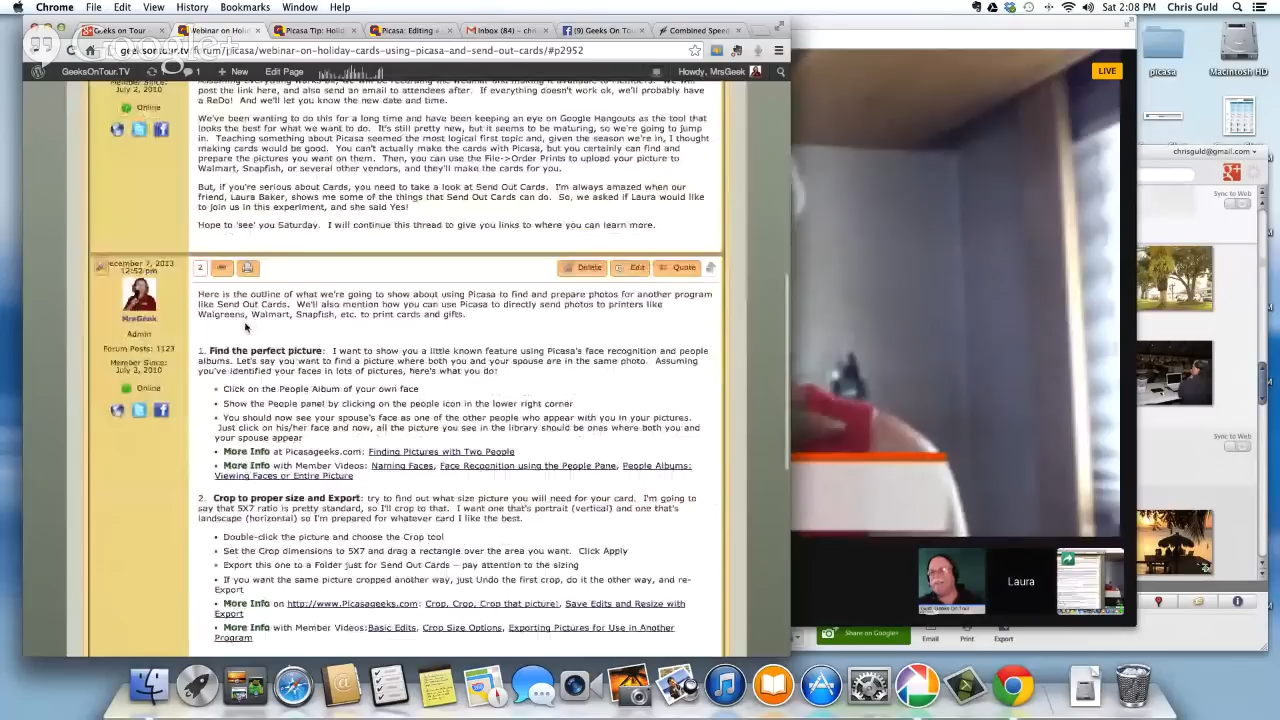 Chrome File Edit View History Bookmarks Window Help
Sat 2:08 PM Chris Guld
Geeks on Tour
Webinar on Holi
Picasa Tip: Holid
Picasa: Editing
Inbox (84) - chri
Geeks On Tour
Combined Speed
/picasa/webinar-on-holiday-cards-using-picasa-and-send-out-cards/#p2952
Google+
GeeksOnTour.TV 1 + New Edit Page
Howdy, MrsGeek
July 2, 2010
Online
post the link here, and also send an email to attendees after. If everything doesn't work ok, we'll probably have
a ReDo! And we'll let you know the new date and time.
We've been wanting to do this for a long time and have been keeping an eye on Google Hangouts as the tool that
looks the best for what we want to do. It's still pretty new, but it seems to be maturing, so we're going to jump
in. Teaching something about Picasa seemed the most logical first topic and, given the season we're in, I thought
making cards would be good. You can't actually make the cards with Picasa, but you certainly can find and
prepare the pictures you want on them. Then, you can use the File->Order Prints to upload your picture to
Walmart, Snapfish, or several other vendors, and they'll make the cards for you.
But, if you're serious about Cards, you need to take a look at Send Out Cards. I'm always amazed when our
friend, Laura Baker, shows me some of the things that Send Out Cards can do. So, we asked if Laura would like
to join us in this experiment, and she said Yes!
Hope to 'see' you Saturday. I will continue this thread to give you links to where you can learn more.
December 7, 2013
12:52 pm
MrsGeek
Admin
Forum Posts: 1123
Member Since:
July 3, 2010
Online
2
Delete Edit Quote
Here is the outline of what we're going to show about using Picasa to find and prepare photos for another program
like Send Out Cards. We'll also mention how you can use Picasa to directly send photos to printers like
Walgreens, Walmart, Snapfish, etc. to print cards and gifts.
1. Find the perfect picture: I want to show you a little known feature using Picasa's face recognition and people
albums. Let's say you want to find a picture where both you and your spouse are in the same photo. Assuming
you've identified your faces in lots of pictures, here's what you do:
Click on the People Album of your own face
Show the People panel by clicking on the people icon in the lower right corner
You should now see your spouse's face as one of the other people who appear with you in your pictures.
Just click on his/her face and now, all the picture you see in the library should be ones where both you and
your spouse appear
More Info at Picasageeks.com: Finding Pictures with Two People
More Info with Member Videos: Naming Faces, Face Recognition using the People Pane, People Albums:
Viewing Faces or Entire Picture
2. Crop to proper size and Export: try to find out what size picture you will need for your card. I'm going to
say that 5X7 ratio is pretty standard, so I'll crop to that. I want one that's portrait (vertical) and one that's
landscape (horizontal) so I'm prepared for whatever card I like the best.
Double-click the picture and choose the Crop tool
Set the Crop dimensions to 5X7 and drag a rectangle over the area you want. Click Apply
Export this one to a Folder just for Send Out Cards – pay attention to the sizing
If you want the same picture cropped another way, just Undo the first crop, do it the other way, and re-
Export
More Info on http://www.Picasageeks.com: Crop, Crop, Crop that picture!, Save Edits and Resize with
Export
More Info with Member Videos:Basic Edits, Crop Size Options, Exporting Pictures for Use in Another
Program
LIVE
Laura
picasa
Macintosh HD
chrisguld@gmail.com
Sync to Web
Sync to Web
Share on Google+
Email
Print
Export